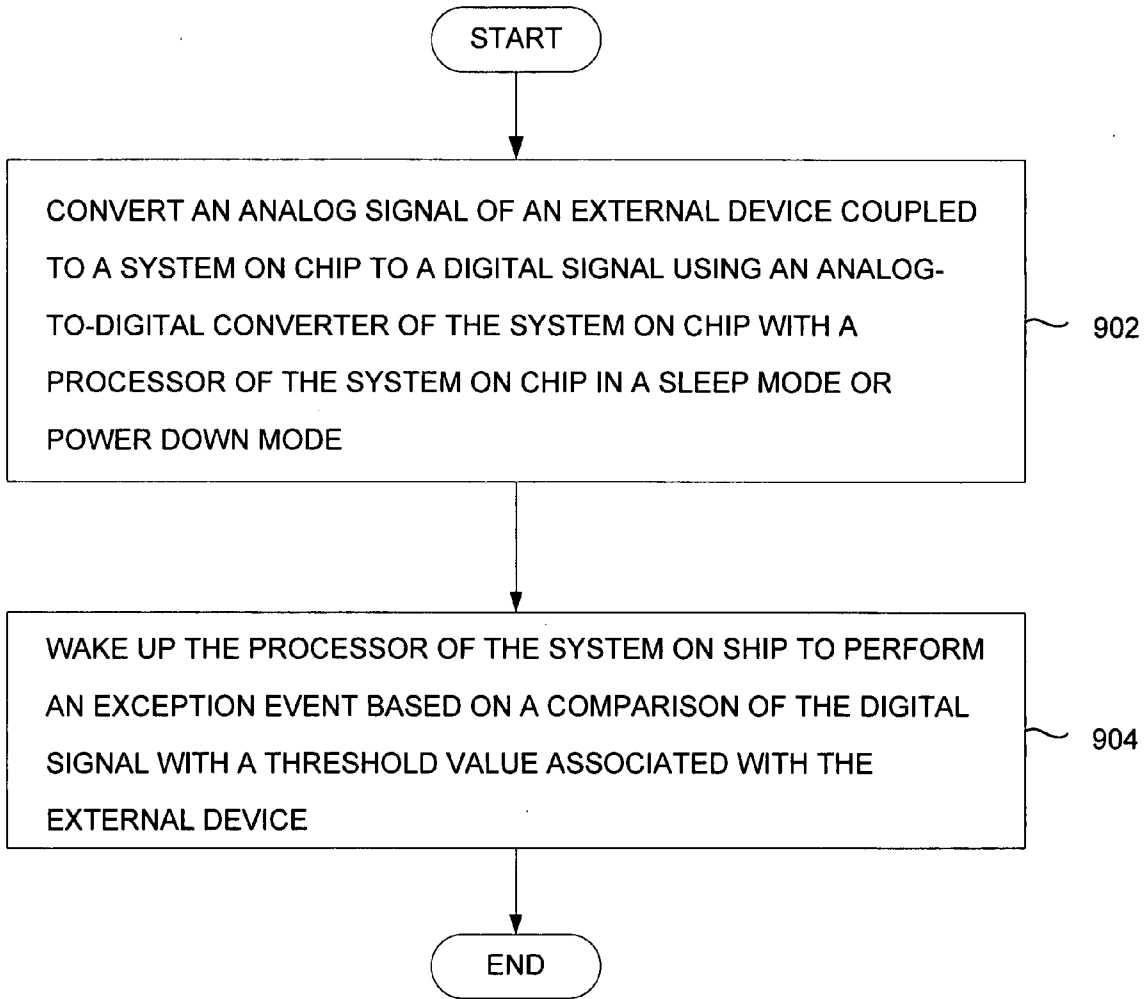 START
CONVERT AN ANALOG SIGNAL OF AN EXTERNAL DEVICE COUPLED
TO A SYSTEM ON CHIP TO A DIGITAL SIGNAL USING AN ANALOG-
TO-DIGITAL CONVERTER OF THE SYSTEM ON CHIP WITH A
PROCESSOR OF THE SYSTEM ON CHIP IN A SLEEP MODE OR
POWER DOWN MODE
902
WAKE UP THE PROCESSOR OF THE SYSTEM ON SHIP TO PERFORM
AN EXCEPTION EVENT BASED ON A COMPARISON OF THE DIGITAL
SIGNAL WITH A THRESHOLD VALUE ASSOCIATED WITH THE
EXTERNAL DEVICE
904
END